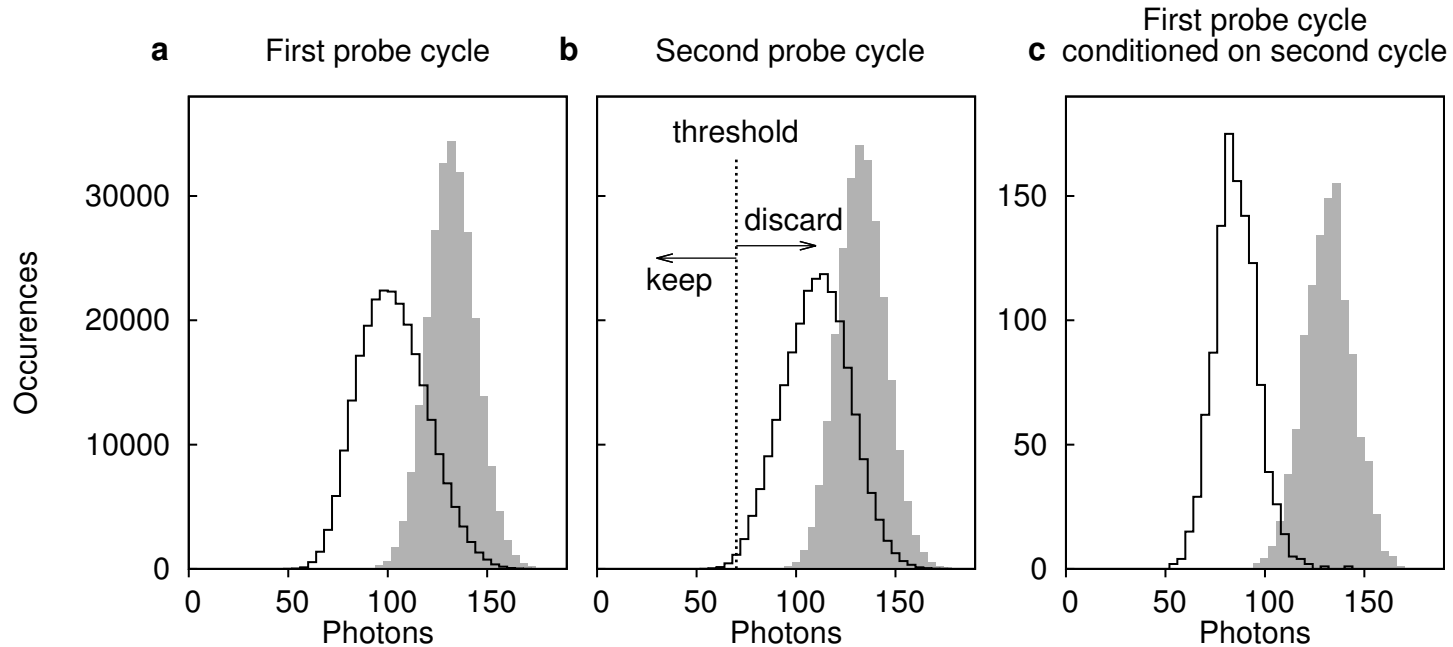 a First probe cycle
Occurences
30000
20000
10000
0
0 50 100 150
Photons
b Second probe cycle
threshold
discard
keep
0 50 100 150
Photons
First probe cycle
c conditioned on second cycle
150
100
50
0
0 50 100 150
Photons